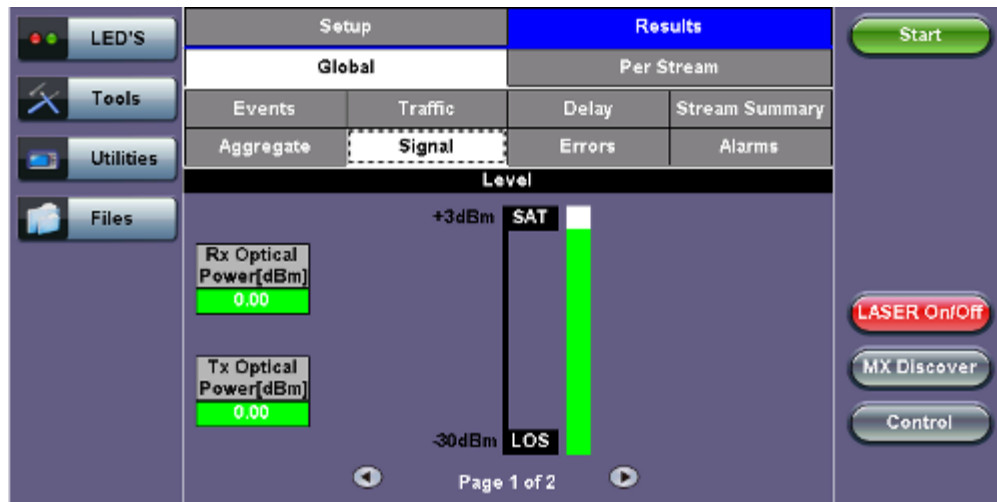 LED'S
Tools
Utilities
Files
Setup
Results
Global
Per Stream
Events
Traffic
Delay
Stream Summary
Aggregate
Signal
Errors
Alarms
Level
+3dBm
SAT
Rx Optical
Power[dBm]
0.00
Tx Optical
Power[dBm]
0.00
-30dBm
LOS
Page 1 of 2
Start
LASER On/Off
MX Discover
Control